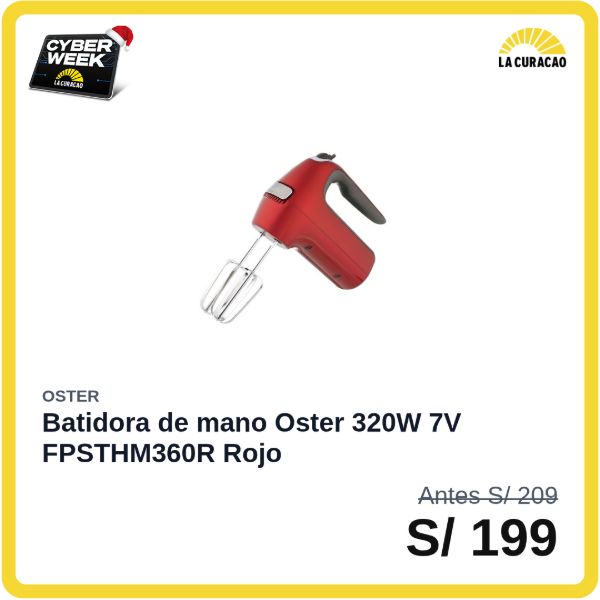 CYBER
WEEK
LA CURACAO
LA CURACAO
OSTER
Batidora de mano Oster 320W 7V
FPSTHM360R Rojo
Antes S/ 209
S/ 199